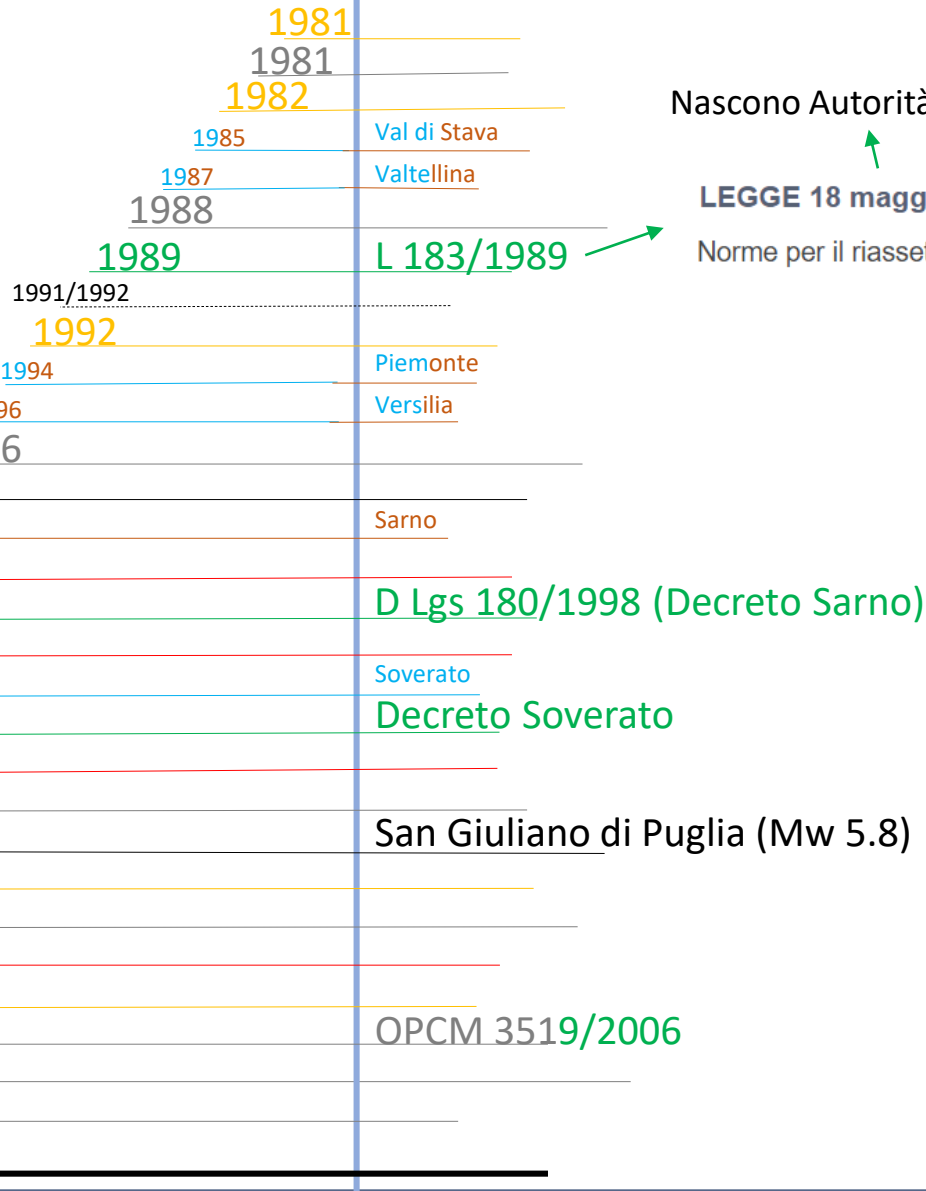 1981
1981
1982
Nascono Autorità
1985 Val di Stava
1987 Valtellina
LEGGE 18 magg
1988
1989 L 183/1989
Norme per il riasset
1991/1992
1992
1994 Piemonte
96 Versilia
6
Sarno
D Lgs 180/1998 (Decreto Sarno)
Soverato
Decreto Soverato
San Giuliano di Puglia (Mw 5.8)
OPCM 3519/2006